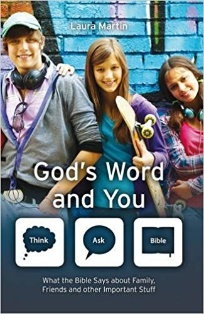 Laura Martin
God's Word
and You
Think
Ask
Bible
What the Bible Says about Family,
Friends and other Important Stuff